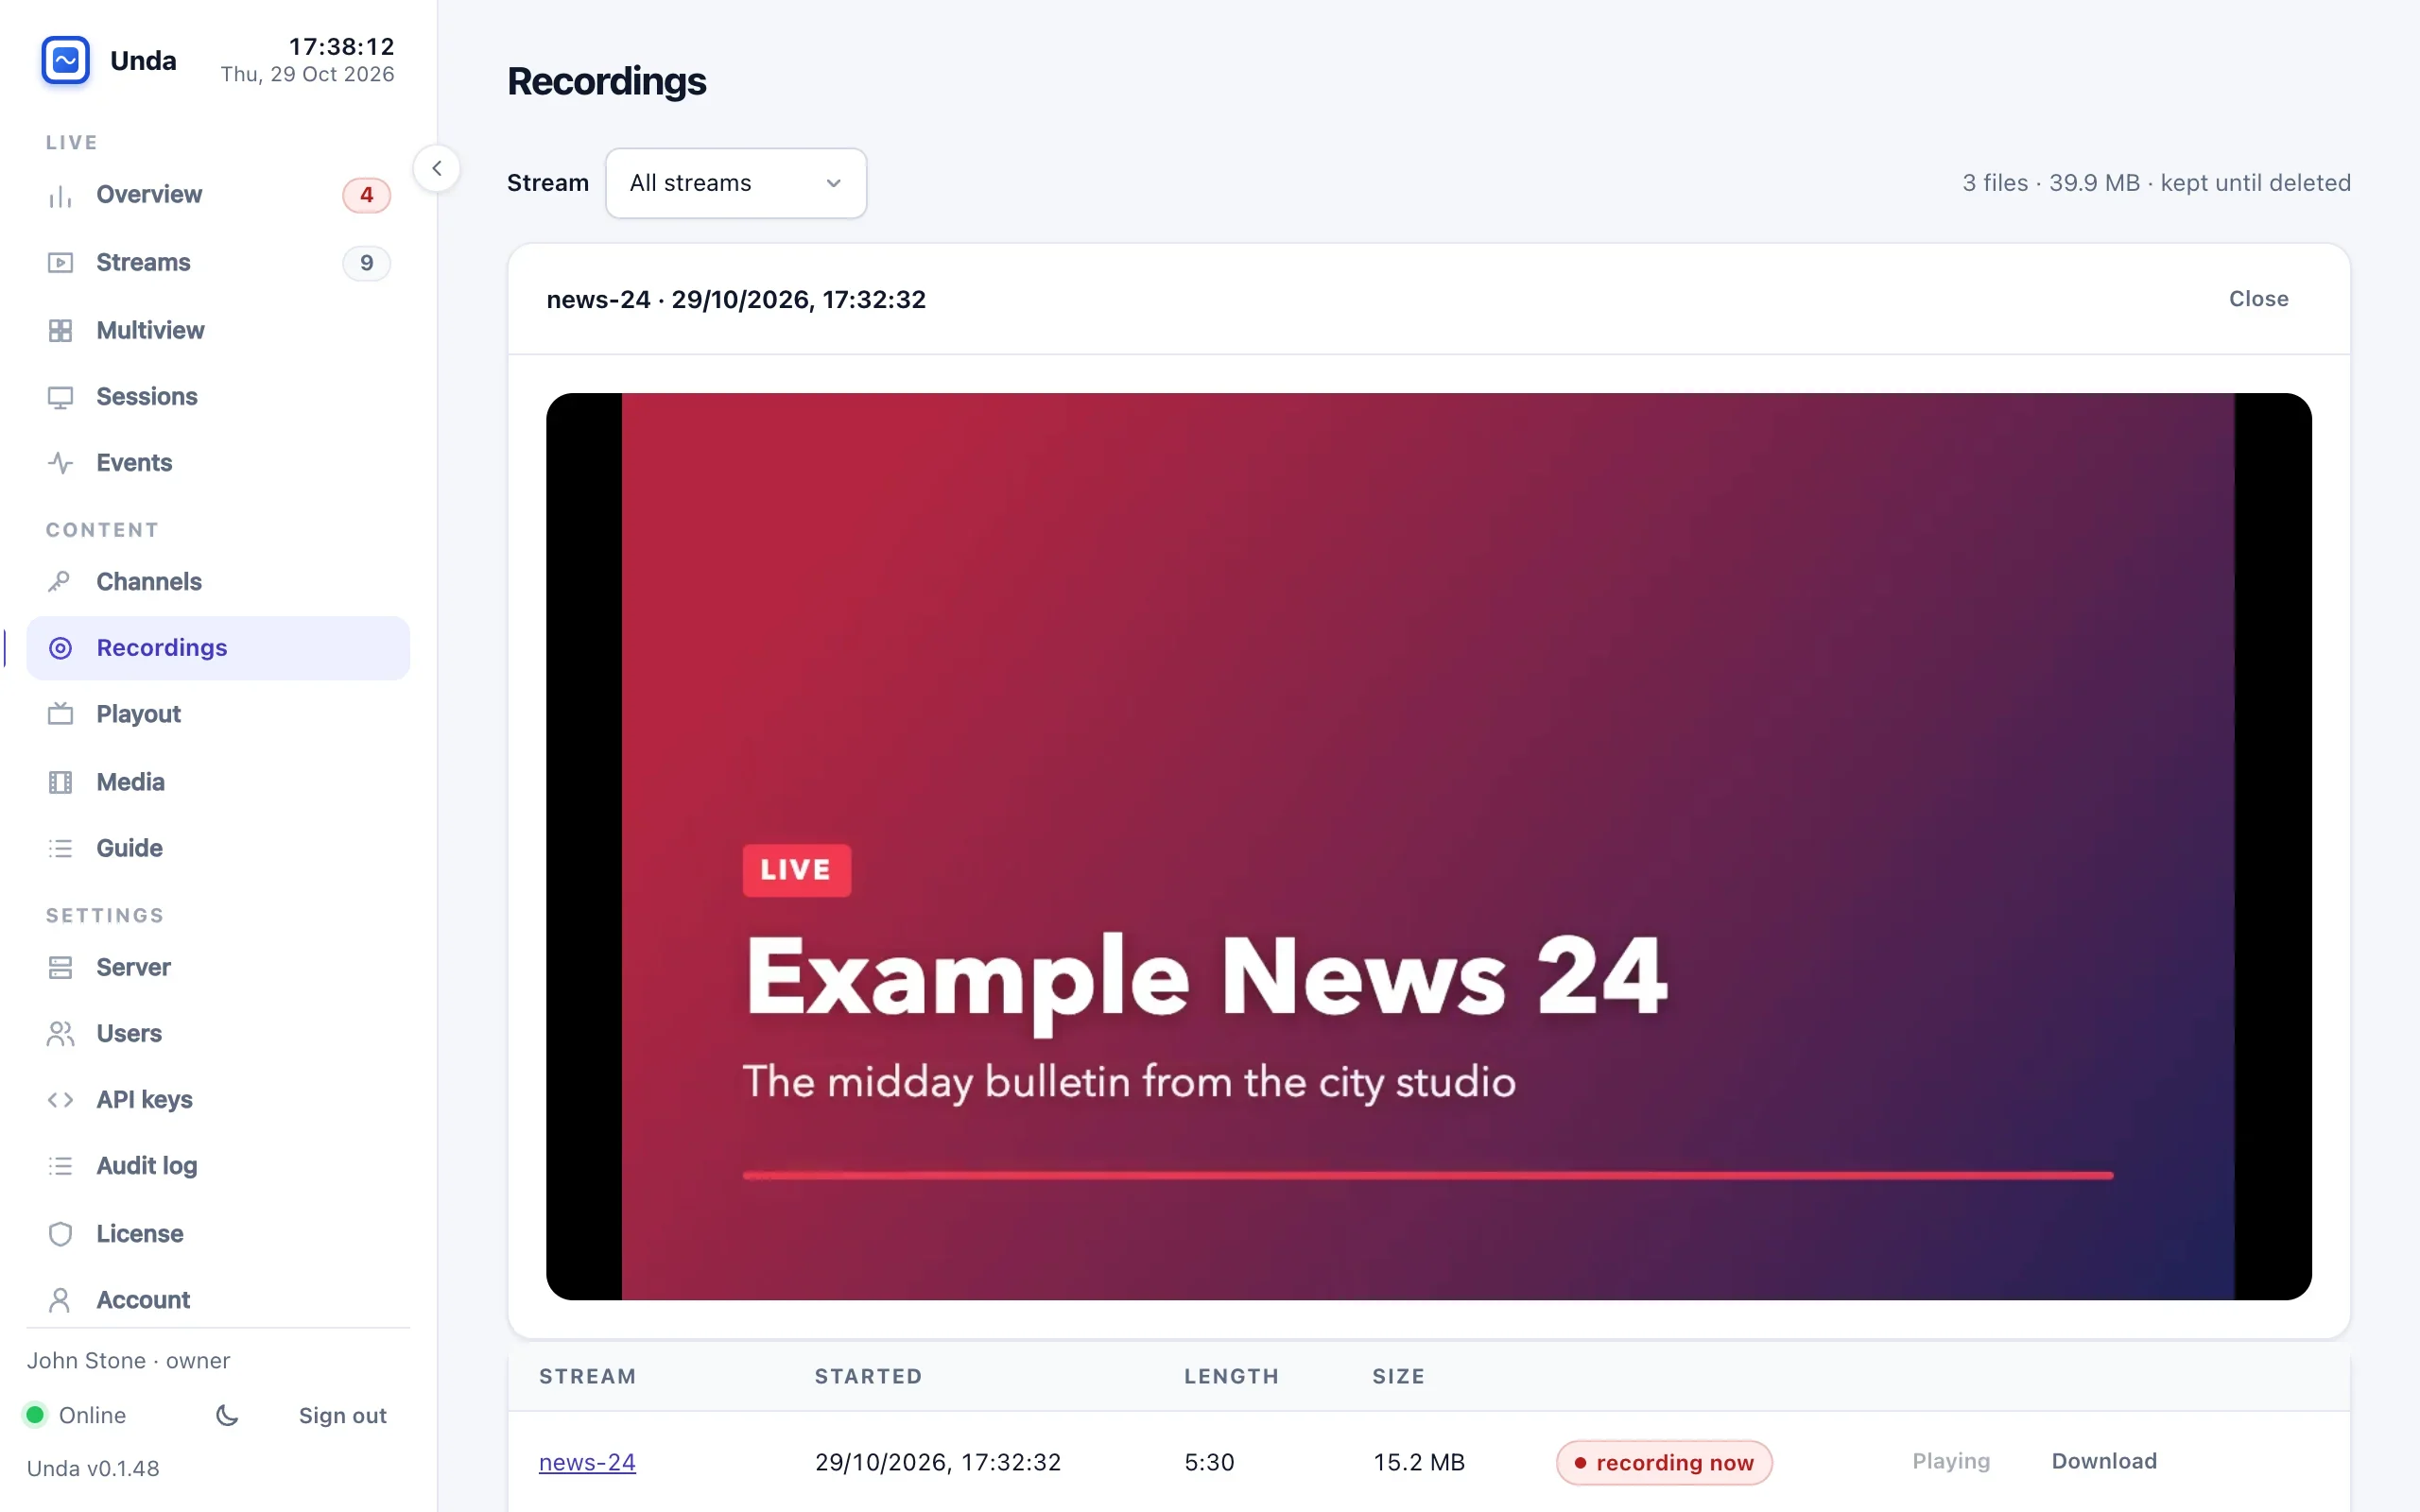 Unda
17:38:12
Thu, 29 Oct 2026
LIVE
Overview 4
Streams 9
Multiview
Sessions
Events
CONTENT
Channels
Recordings
Playout
Media
Guide
SETTINGS
Server
Users
API keys
Audit log
License
Account
John Stone · owner
Online Sign out
Unda v0.1.48
Recordings
Stream All streams 3 files · 39.9 MB · kept until deleted
news-24 · 29/10/2026, 17:32:32 Close
LIVE
Example News 24
The midday bulletin from the city studio
STREAM STARTED LENGTH SIZE
news-24 29/10/2026, 17:32:32 5:30 15.2 MB recording now Playing Download